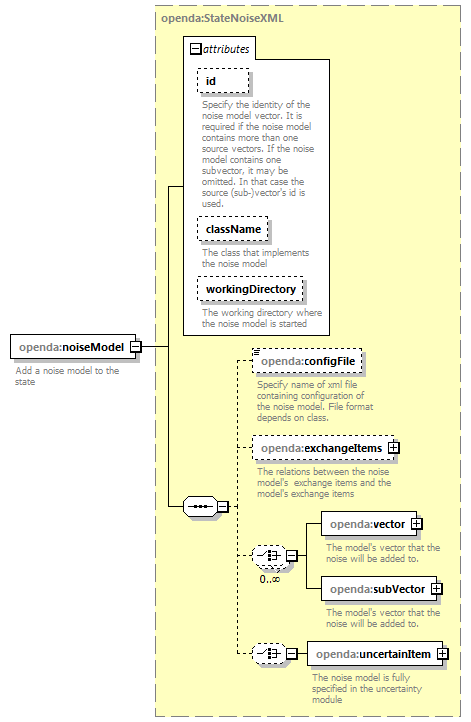 openda:StateNoiseXML
attributes
id
Specify the identity of the
noise model vector. It is
required if the noise model
contains more than one
source vectors. If the noise
model contains one
subvector, it may be
omitted. In that case the
source (sub-)vector's id is
used.
className
The class that implements
the noise model
workingDirectory
The working directory where
the noise model is started
openda:noiseModel
Add a noise model to the
state
openda:configFile
Specify name of xml file
containing configuration of
the noise model. File format
depends on class.
openda:exchangeItems
The relations between the noise
model's  exchange items and the
model's exchange items
openda:vector
The model's vector that the
noise will be added to.
0..∞
openda:subVector
The model's vector that the
noise will be added to.
openda:uncertainItem
The noise model is fully
specified in the uncertainty
module